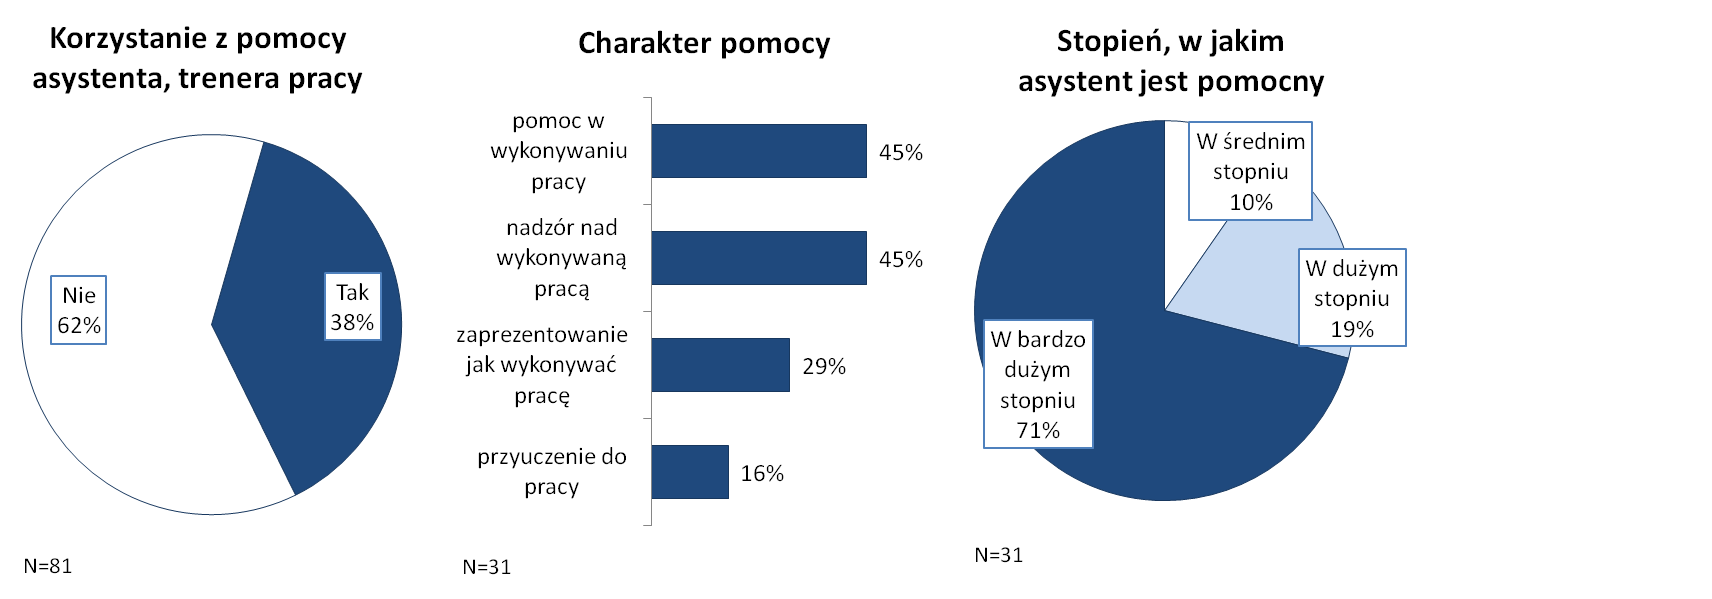 Korzystanie z pomocy
asystenta, trenera pracy
Nie
62%
Tak
38%
N=81
Charakter pomocy
pomoc w
wykonywaniu
pracy
45%
nadzór nad
wykonywaną
pracą
45%
zaprezentowanie
jak wykonywać
pracę
29%
przyuczenie do
pracy
16%
N=31
Stopień, w jakim
asystent jest pomocny
W średnim
stopniu
10%
W dużym
stopniu
19%
W bardzo
dużym
stopniu
71%
N=31